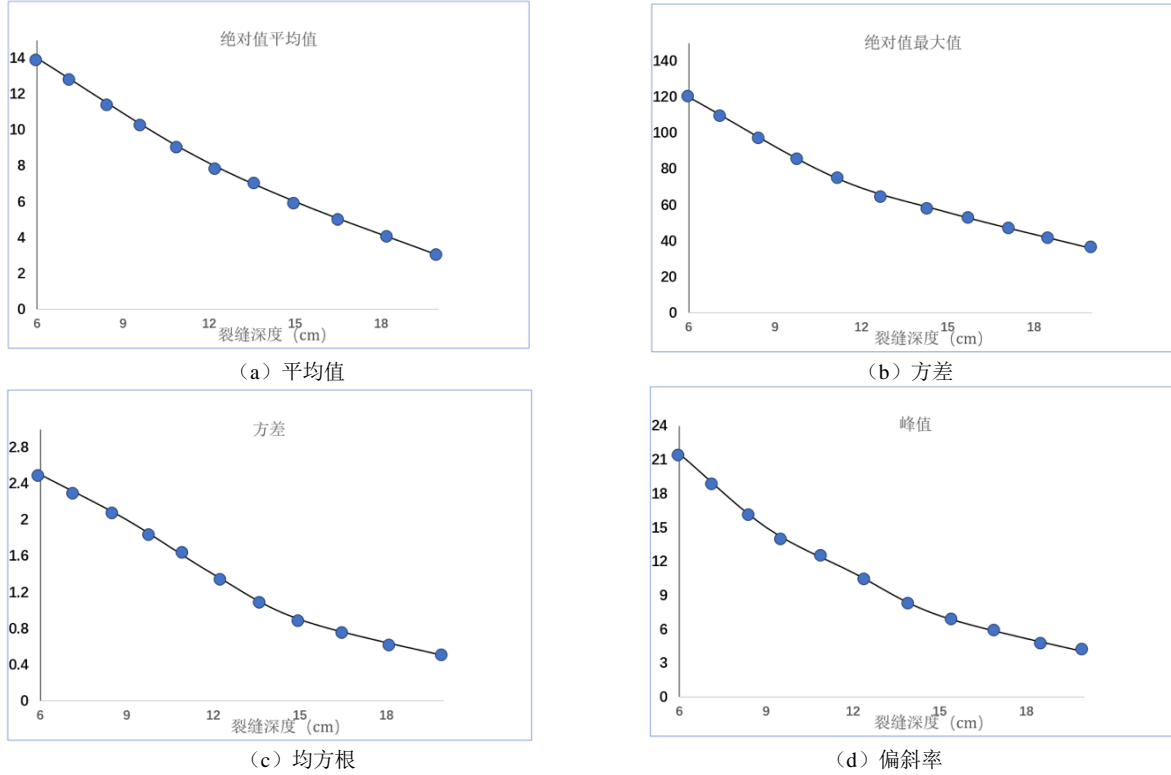 绝对值平均值
14
12
10
8
6
4
2
0
6 9 12 15 18
裂缝深度（cm）
（a）平均值
绝对值最大值
140
120
100
80
60
40
20
0
6 9 12 15 18
裂缝深度（cm）
（b）方差
方差
2.8
2.4
2
1.6
1.2
0.8
0.4
0
6 9 12 15 18
裂缝深度（cm）
（c）均方根
峰值
24
21
18
15
12
9
6
3
0
6 9 12 15 18
裂缝深度（cm）
（d）偏斜率